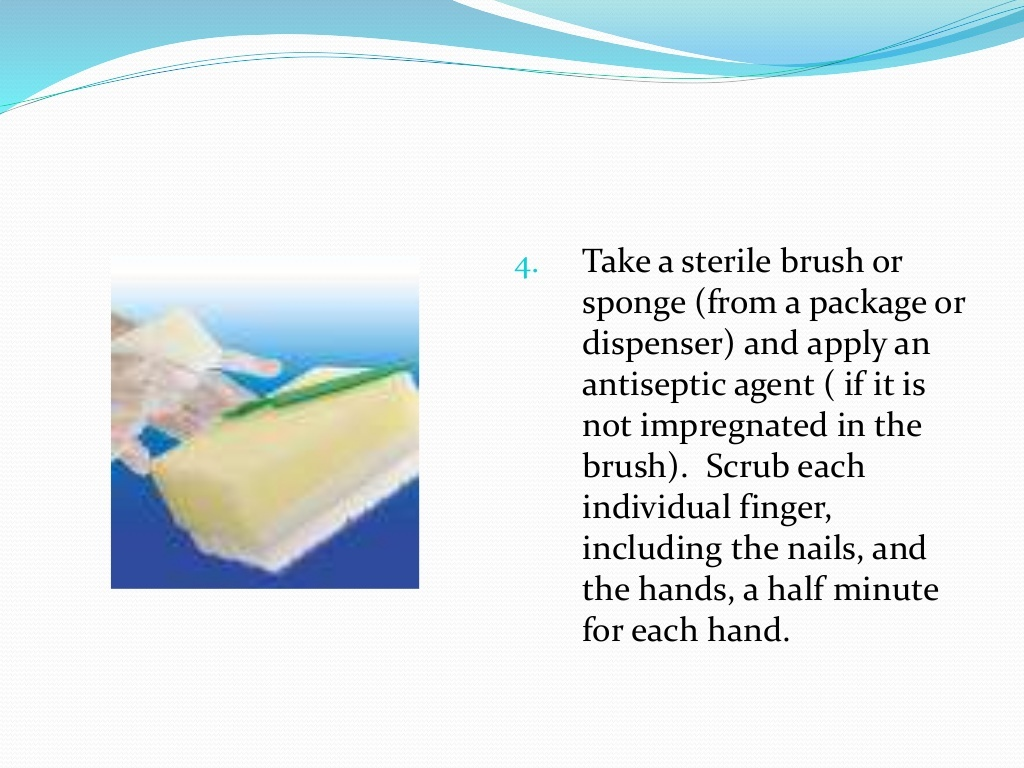 4. Take a sterile brush or
sponge (from a package or
dispenser) and apply an
antiseptic agent ( if it is
not impregnated in the
brush).  Scrub each
individual finger,
including the nails, and
the hands, a half minute
for each hand.